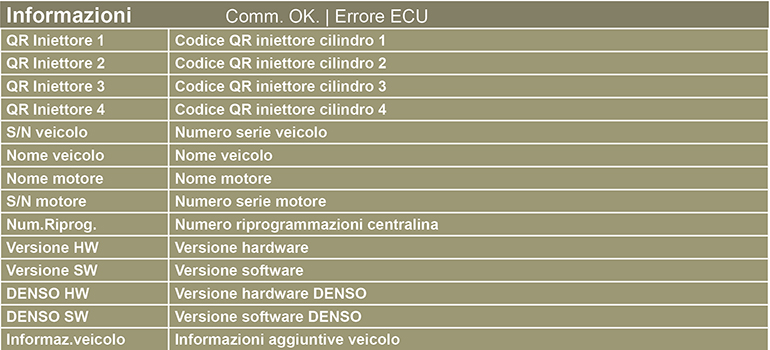 Informazioni Comm. OK. | Errore ECU
QR Iniettore 1 Codice QR iniettore cilindro 1
QR Iniettore 2 Codice QR iniettore cilindro 2
QR Iniettore 3 Codice QR iniettore cilindro 3
QR Iniettore 4 Codice QR iniettore cilindro 4
S/N veicolo Numero serie veicolo
Nome veicolo Nome veicolo
Nome motore Nome motore
S/N motore Numero serie motore
Num.Riprog. Numero riprogrammazioni centralina
Versione HW Versione hardware
Versione SW Versione software
DENSO HW Versione hardware DENSO
DENSO SW Versione software DENSO
Informaz.veicolo Informazioni aggiuntive veicolo